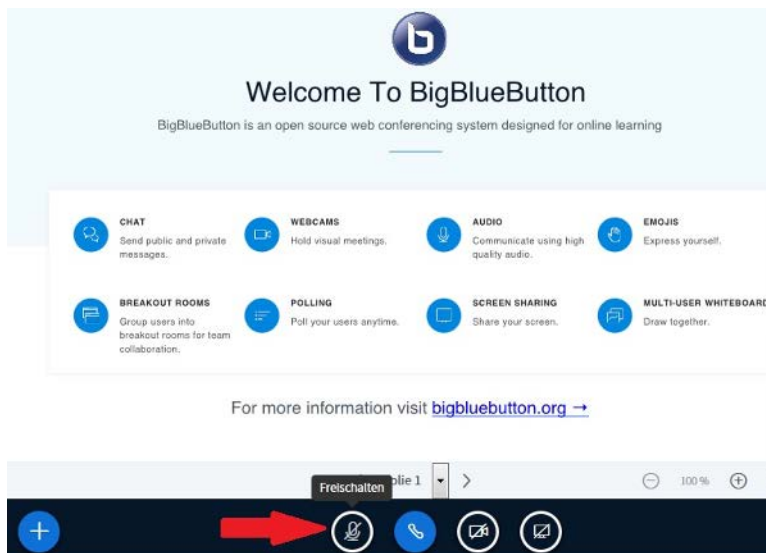 Welcome To BigBlueButton
BigBlueButton is an open source web conferencing system designed for online learning
CHAT
Send public and private
messages.
WEBCAMS
Hold visual meetings.
AUDIO
Communicate using high
quality audio.
EMOJIS
Express yourself.
BREAKOUT ROOMS
Group users into
breakout rooms for team
collaboration.
POLLING
Poll your users anytime.
SCREEN SHARING
Share your screen.
MULTI-USER WHITEBOARD
Draw together.
For more information visit bigbluebutton.org →
olie 1
100 %
Freischalten